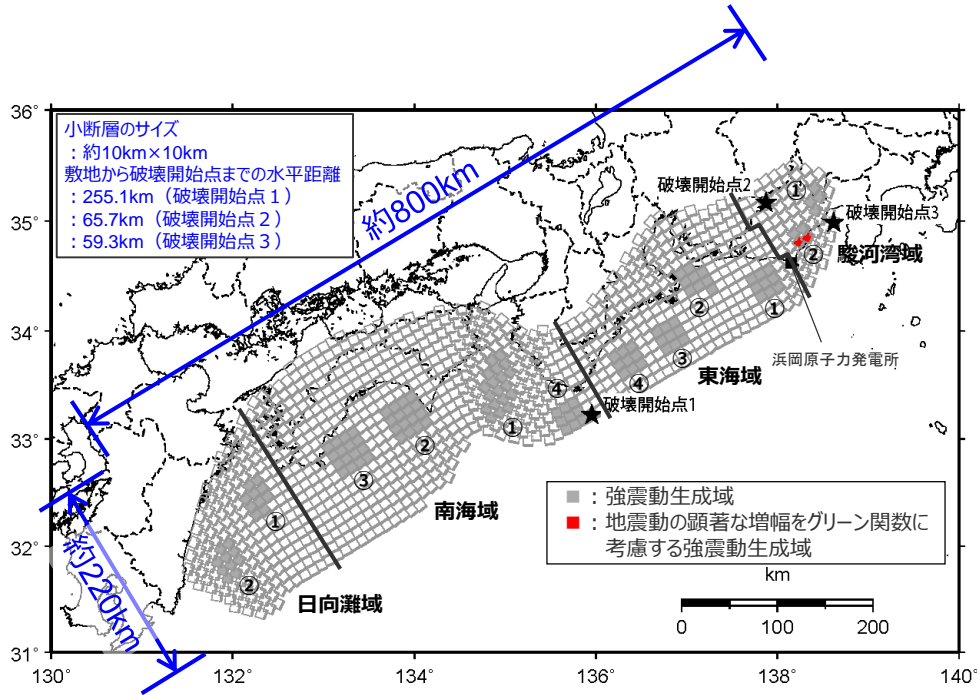 36°
小断層のサイズ
：約10km×10km
敷地から破壊開始点までの水平距離
：255.1km（破壊開始点１）
：65.7km（破壊開始点２）
：59.3km（破壊開始点３）
約800km
破壊開始点2
①
破壊開始点3
35°
②
駿河湾域
②
①
34°
浜岡原子力発電所
③
東海域
④
④
破壊開始点1
33°
①
②
③
■：強震動生成域
■：地震動の顕著な増幅をグリーン関数に
考慮する強震動生成域
南海域
①
32°
約220km
②
日向灘域
km
0 100 200
31°
130° 132° 134° 136° 138° 140°